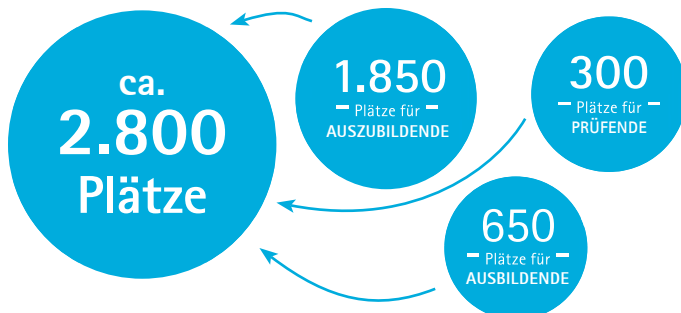 ca.
2.800
Plätze
1.850
Plätze für
AUSZUBILDENDE
300
Plätze für
PRÜFENDE
650
Plätze für
AUSBILDENDE